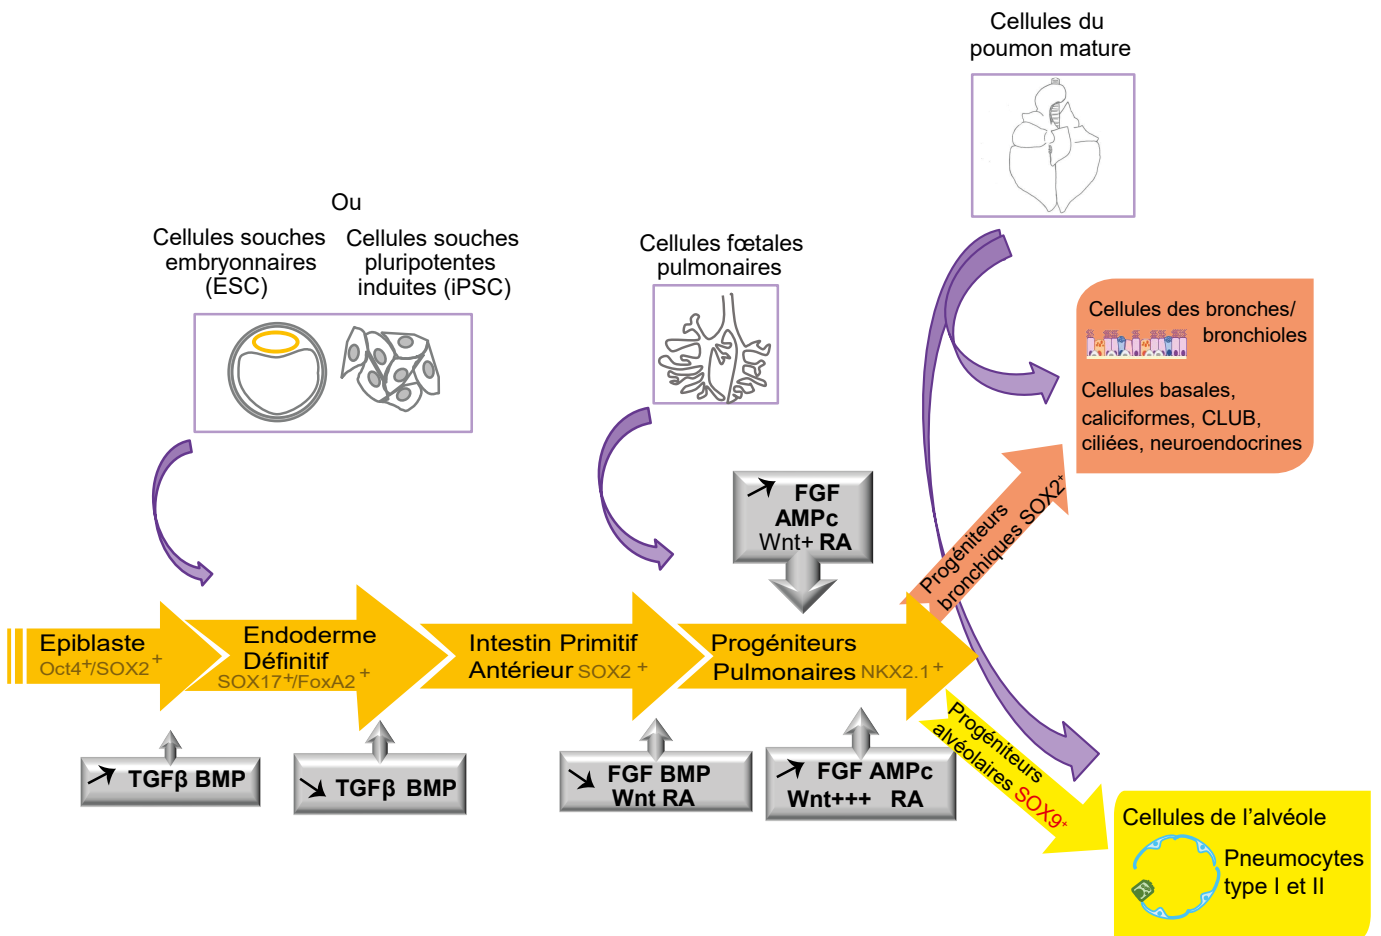 Cellules du
poumon mature
Ou
Cellules souches
embryonnaires
(ESC)
Cellules souches
pluripotentes
induites (iPSC)
Cellules fœtales
pulmonaires
Cellules des bronches/
bronchioles
Cellules basales,
caliciformes, CLUB,
ciliées, neuroendocrines
↗ FGF
AMPc
Wnt+ RA
Progéniteurs
bronchiques SOX2+
Epiblaste
Oct4+/SOX2+
Endoderme
Définitif
SOX17+/FoxA2+
Intestin Primitif
Antérieur SOX2+
Progéniteurs
Pulmonaires NKX2.1+
↗ TGFβ BMP
↘ TGFβ BMP
↘ FGF BMP
Wnt RA
↗ FGF AMPc
Wnt+++ RA
Progéniteurs
alvéolaires SOX9+
Cellules de l’alvéole
Pneumocytes
type I et II